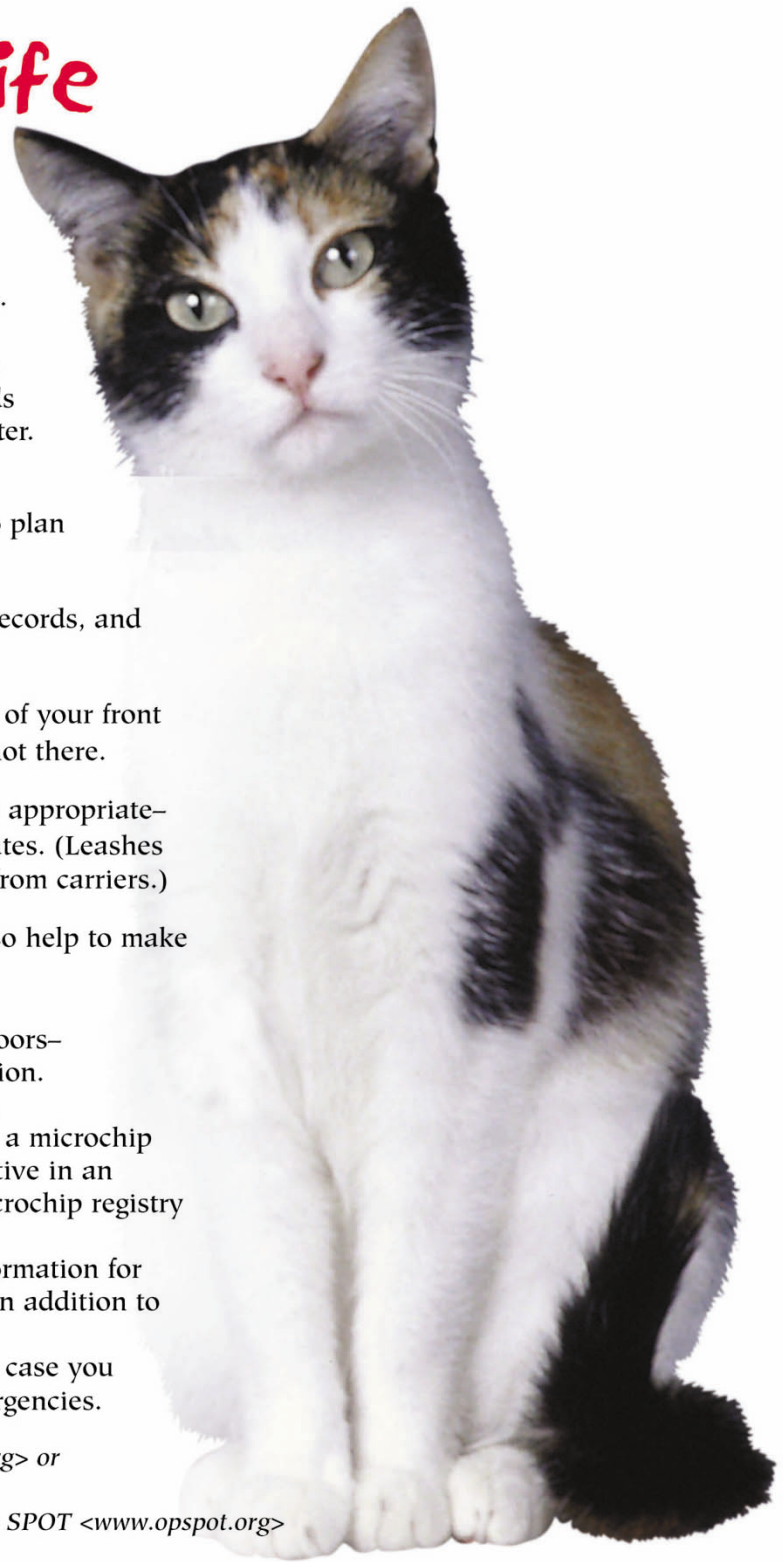 ife
.
ls
ter.
plan
ecords, and
of your front
ot there.
appropriate–
tes. (Leashes
rom carriers.)
o help to make
oors–
ion.
a microchip
tive in an
crochip registry
ormation for
n addition to
case you
rgencies.
g> or
SPOT <www.opspot.org>